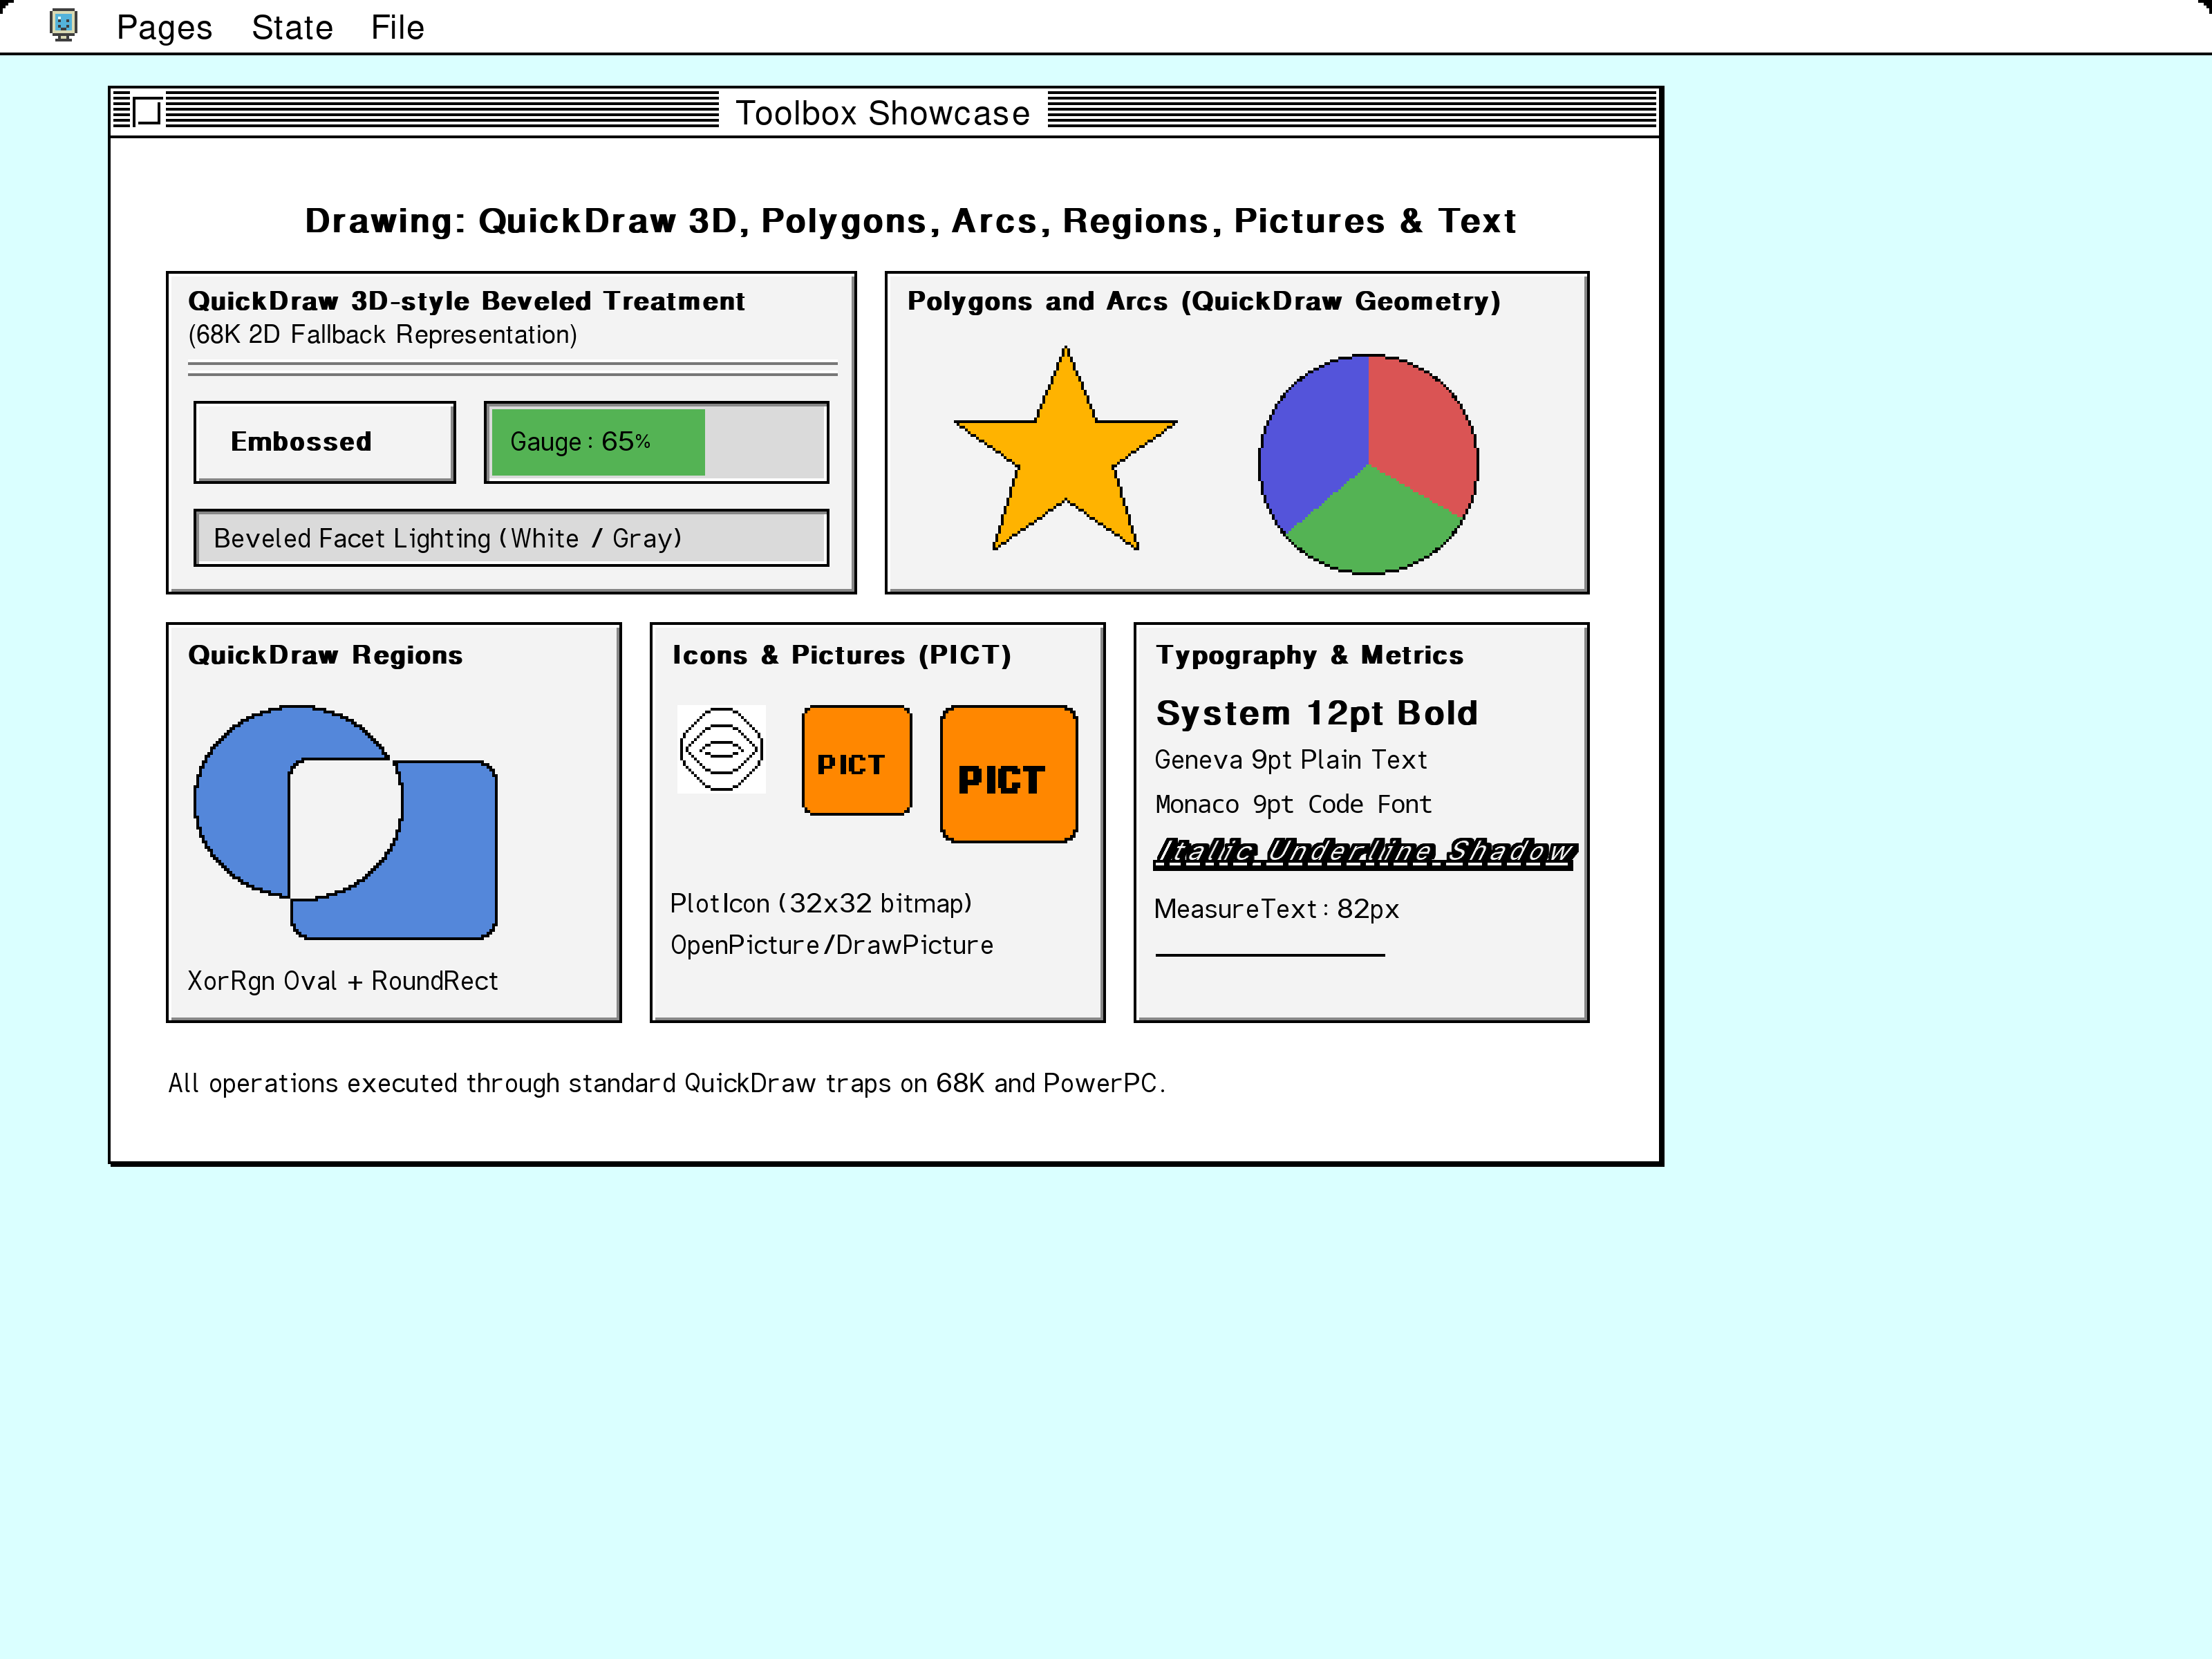 Pages State File
Toolbox Showcase
Drawing: QuickDraw 3D, Polygons, Arcs, Regions, Pictures & Text
QuickDraw 3D-style Beveled Treatment
(68K 2D Fallback Representation)
Embossed
Gauge: 65%
Beveled Facet Lighting (White / Gray)
Polygons and Arcs (QuickDraw Geometry)
QuickDraw Regions
XorRgn Oval + RoundRect
Icons & Pictures (PICT)
PICT
PICT
PlotIcon (32x32 bitmap)
OpenPicture/DrawPicture
Typography & Metrics
System 12pt Bold
Geneva 9pt Plain Text
Monaco 9pt Code Font
Italic Underline Shadow
MeasureText: 82px
All operations executed through standard QuickDraw traps on 68K and PowerPC.